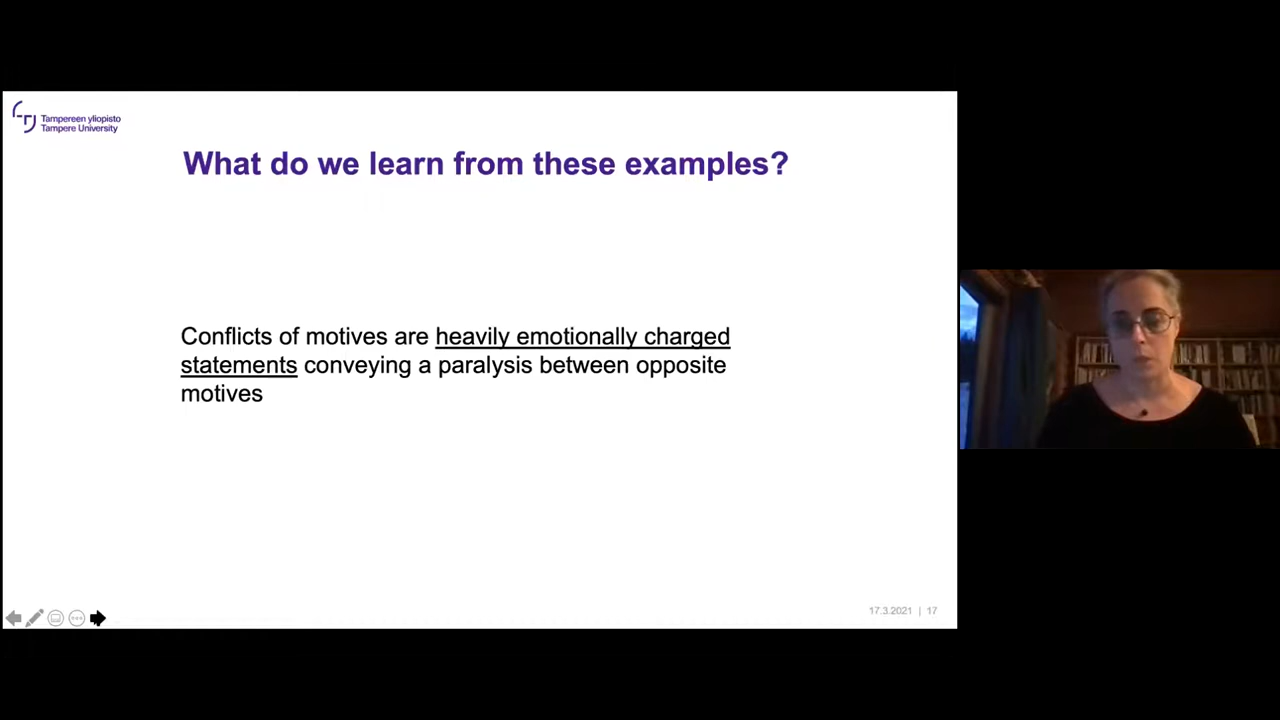 Tampereen yliopisto
Tampere University
What do we learn from these examples?
Conflicts of motives are heavily emotionally charged
statements conveying a paralysis between opposite
motives
17.3.2021 | 17